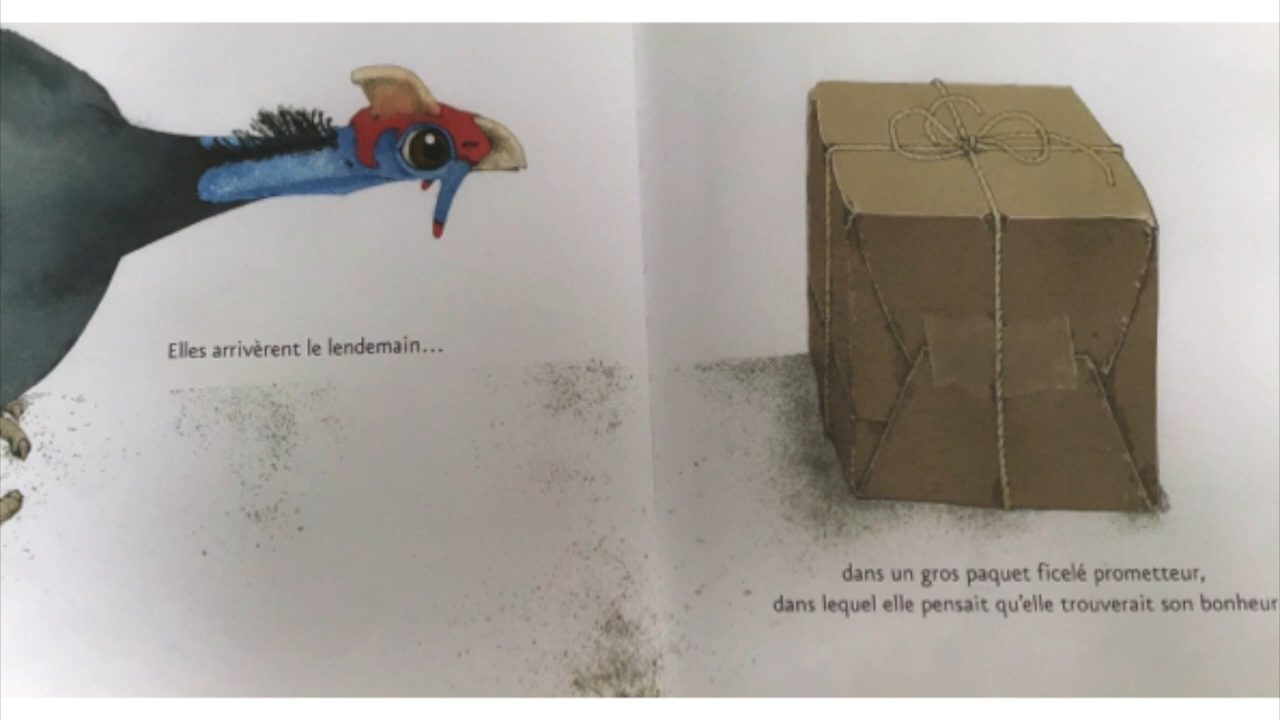 Elles arrivèrent le lendemain...
dans un gros paquet ficelé prometteur,
dans lequel elle pensait qu'elle trouverait son bonheur